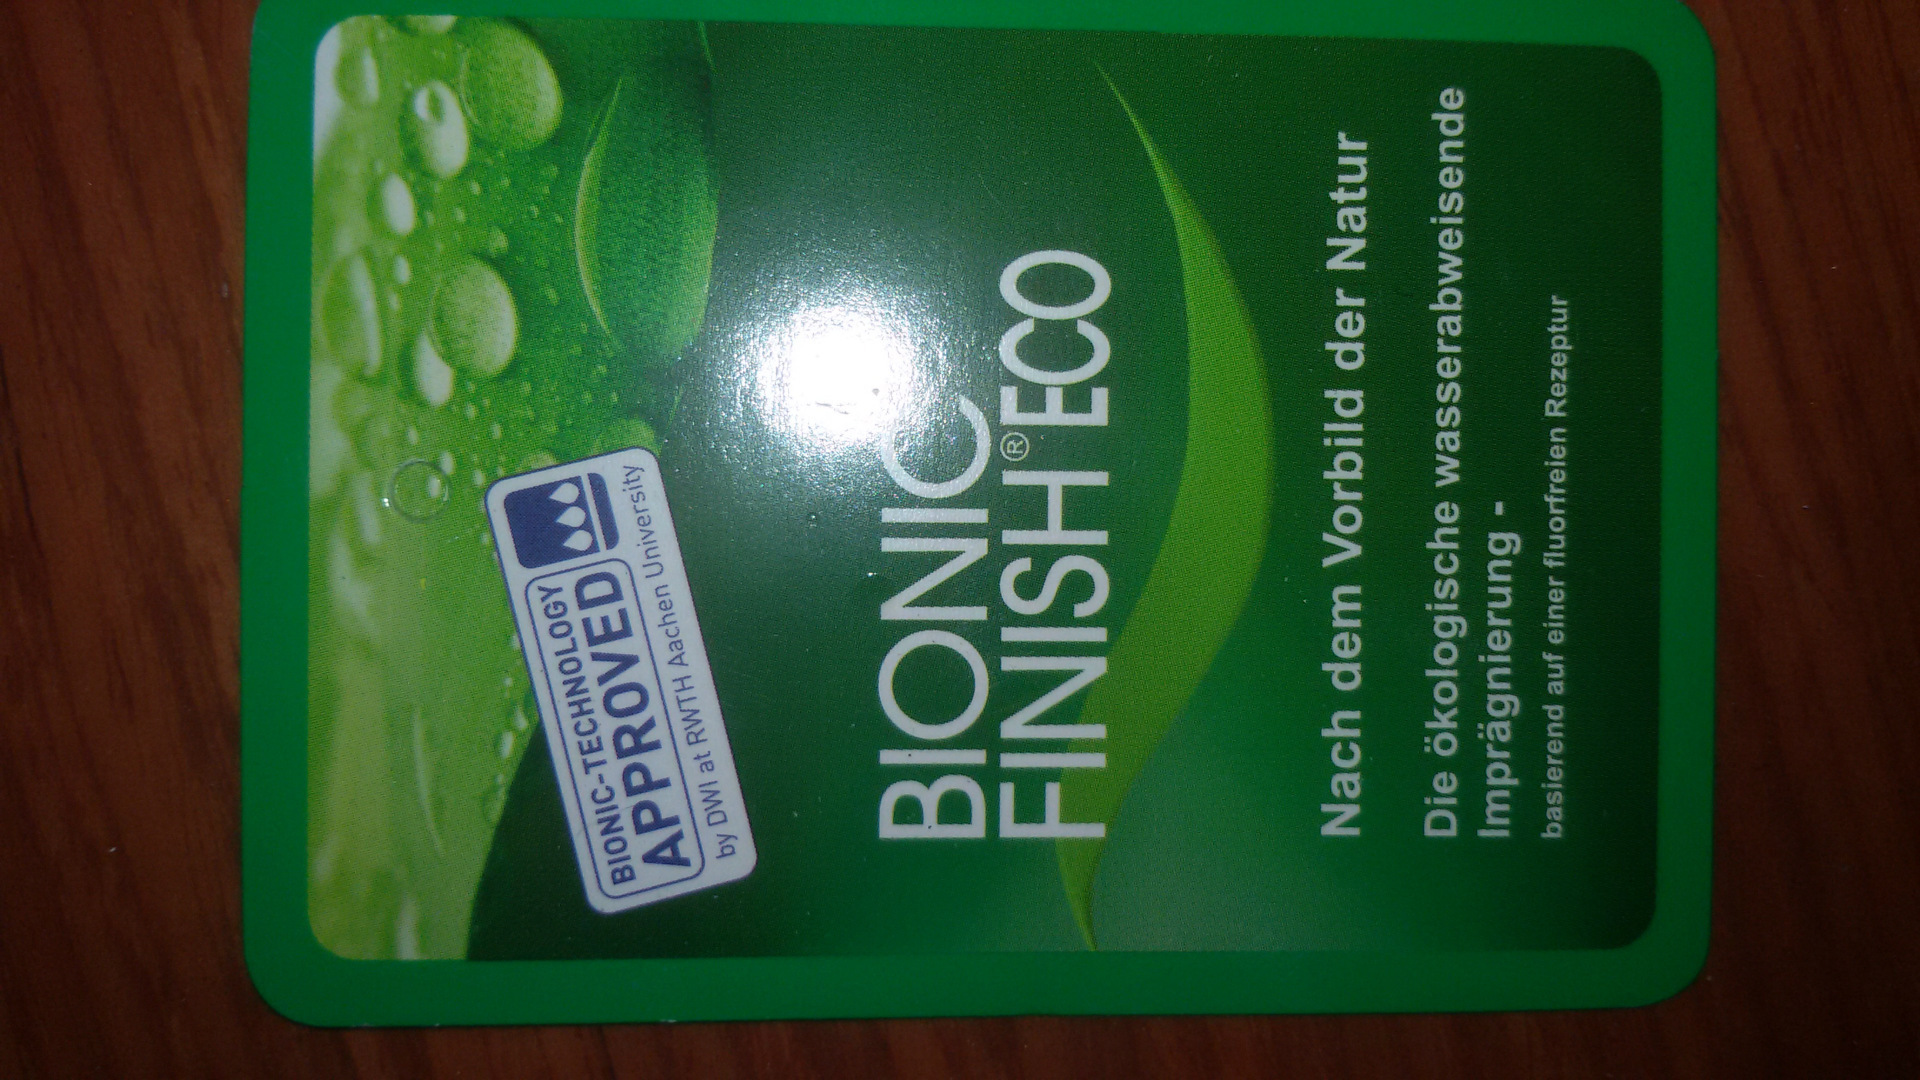 BIONIC-TECHNOLOGY
APPROVED
by DWI at RWTH Aachen University
BIONIC
FINISH® ECO
Nach dem Vorbild der Natur
Die ökologische wasserabweisende
Imprägnierung -
basierend auf einer fluorfreien Rezeptur